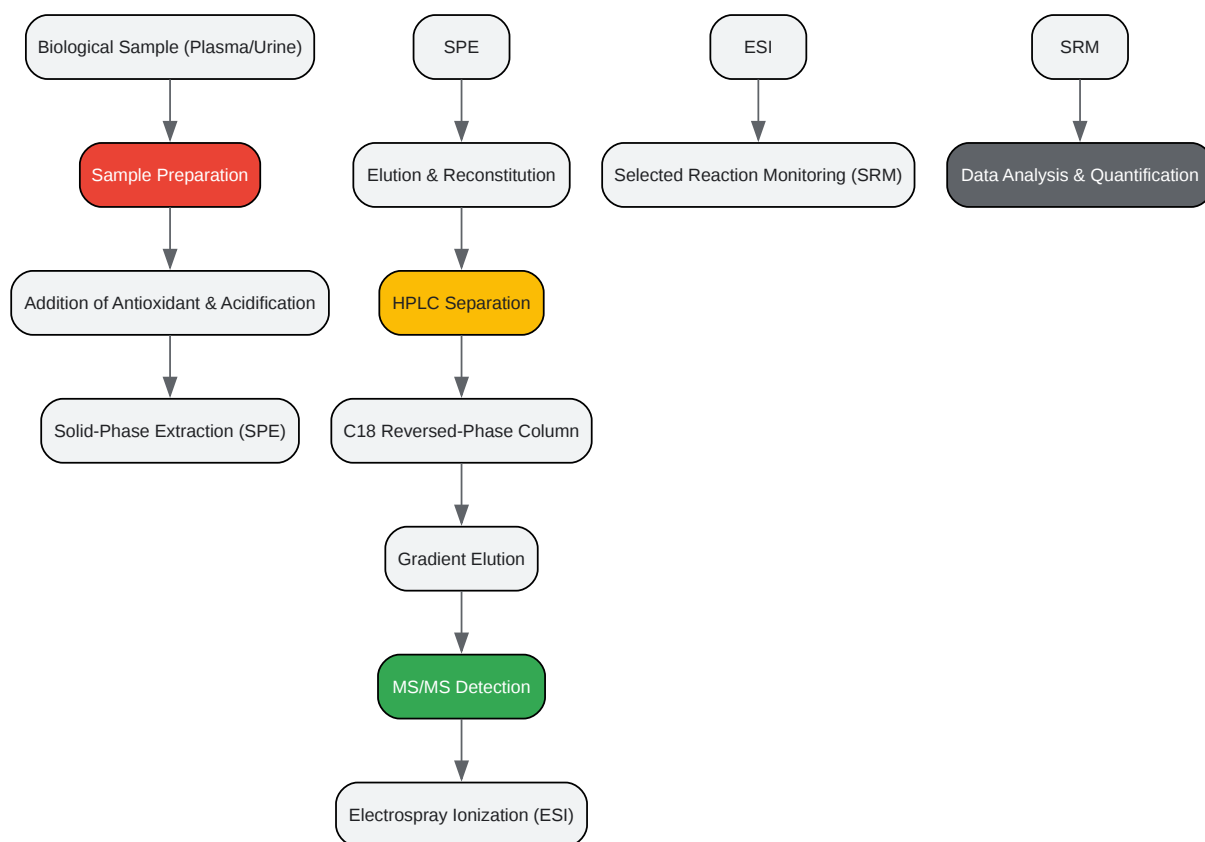 Biological Sample (Plasma/Urine)
Sample Preparation
Addition of Antioxidant & Acidification
Solid-Phase Extraction (SPE)
SPE
Elution & Reconstitution
HPLC Separation
C18 Reversed-Phase Column
Gradient Elution
MS/MS Detection
Electrospray Ionization (ESI)
ESI
Selected Reaction Monitoring (SRM)
SRM
Data Analysis & Quantification